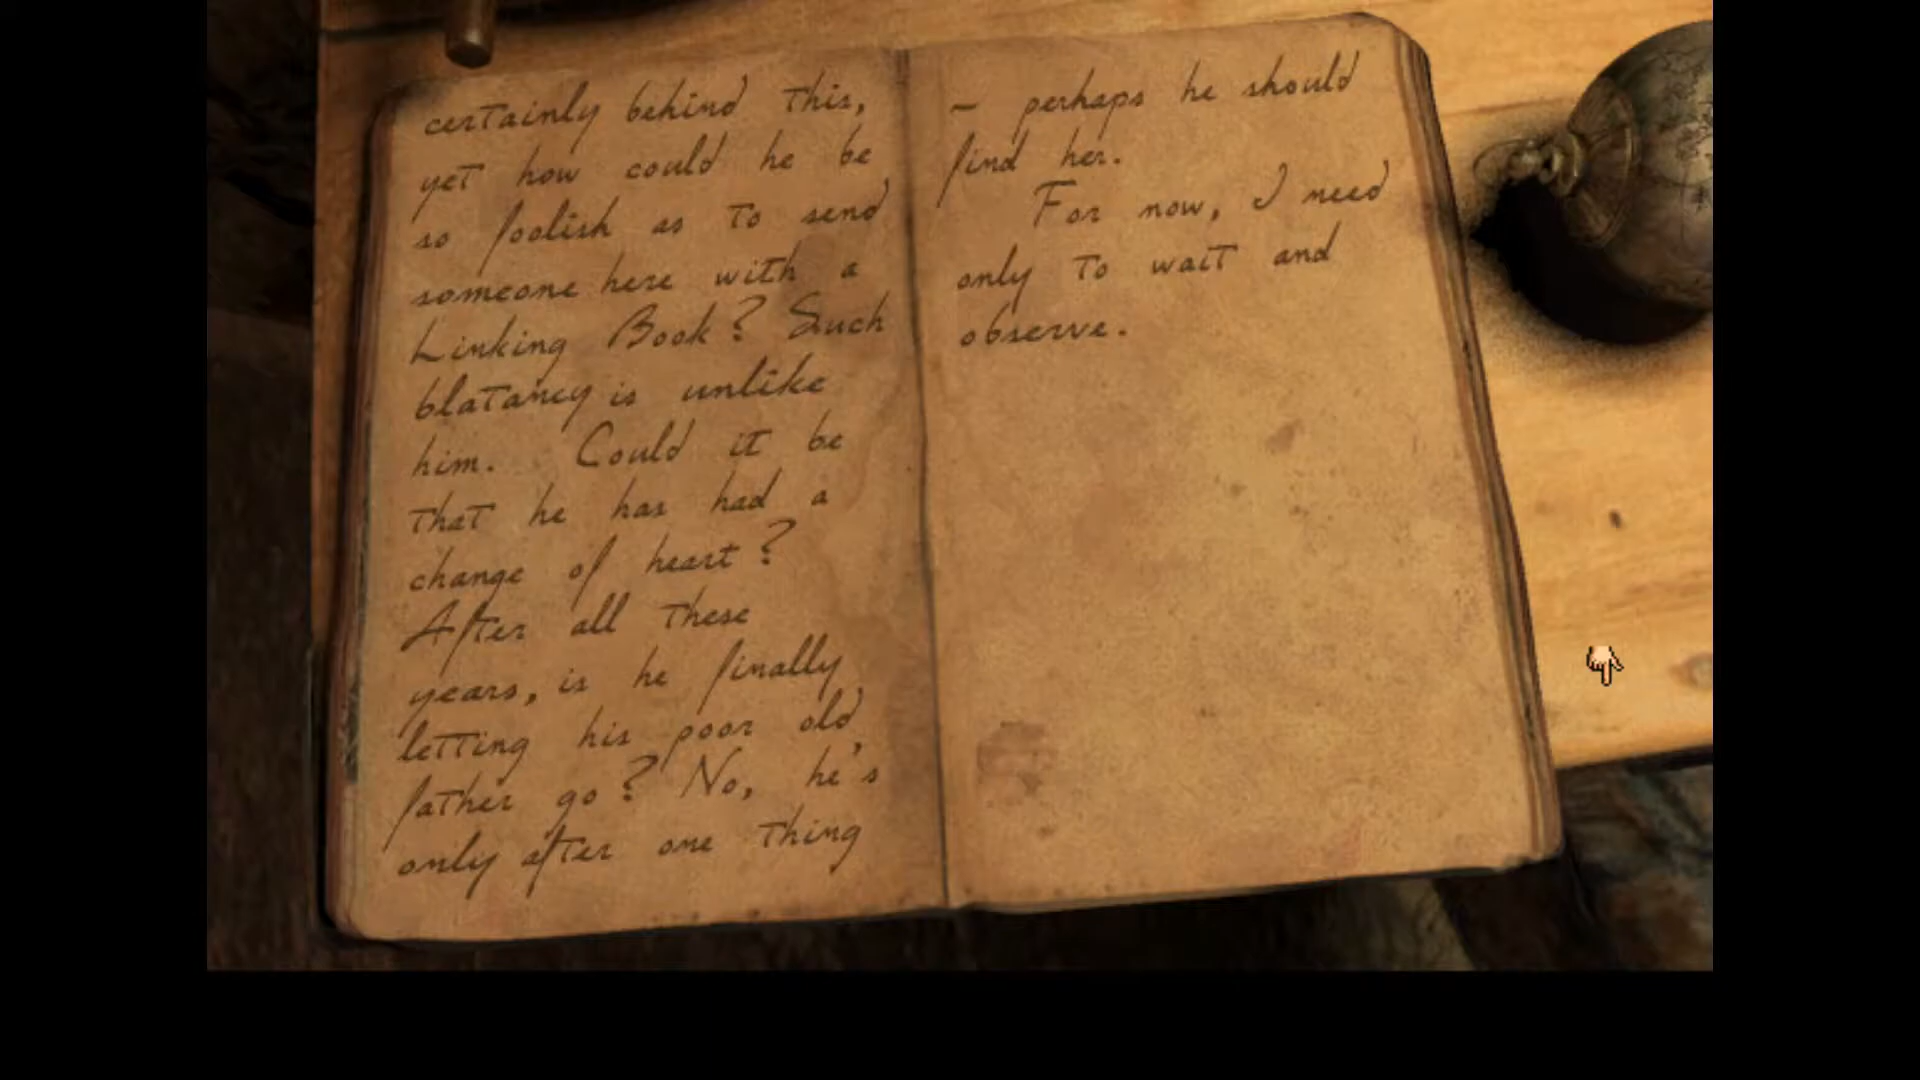 certainly behind this,
yet how could he be
so foolish as to send
someone here with a
Linking Book? Such
blatancy is unlike
him. Could it be
that he has had a
change of heart?
After all these
years, is he finally
letting his poor old
father go? No, he's
only after one thing
- perhaps he should
find her.
For now, I need
only to wait and
observe.